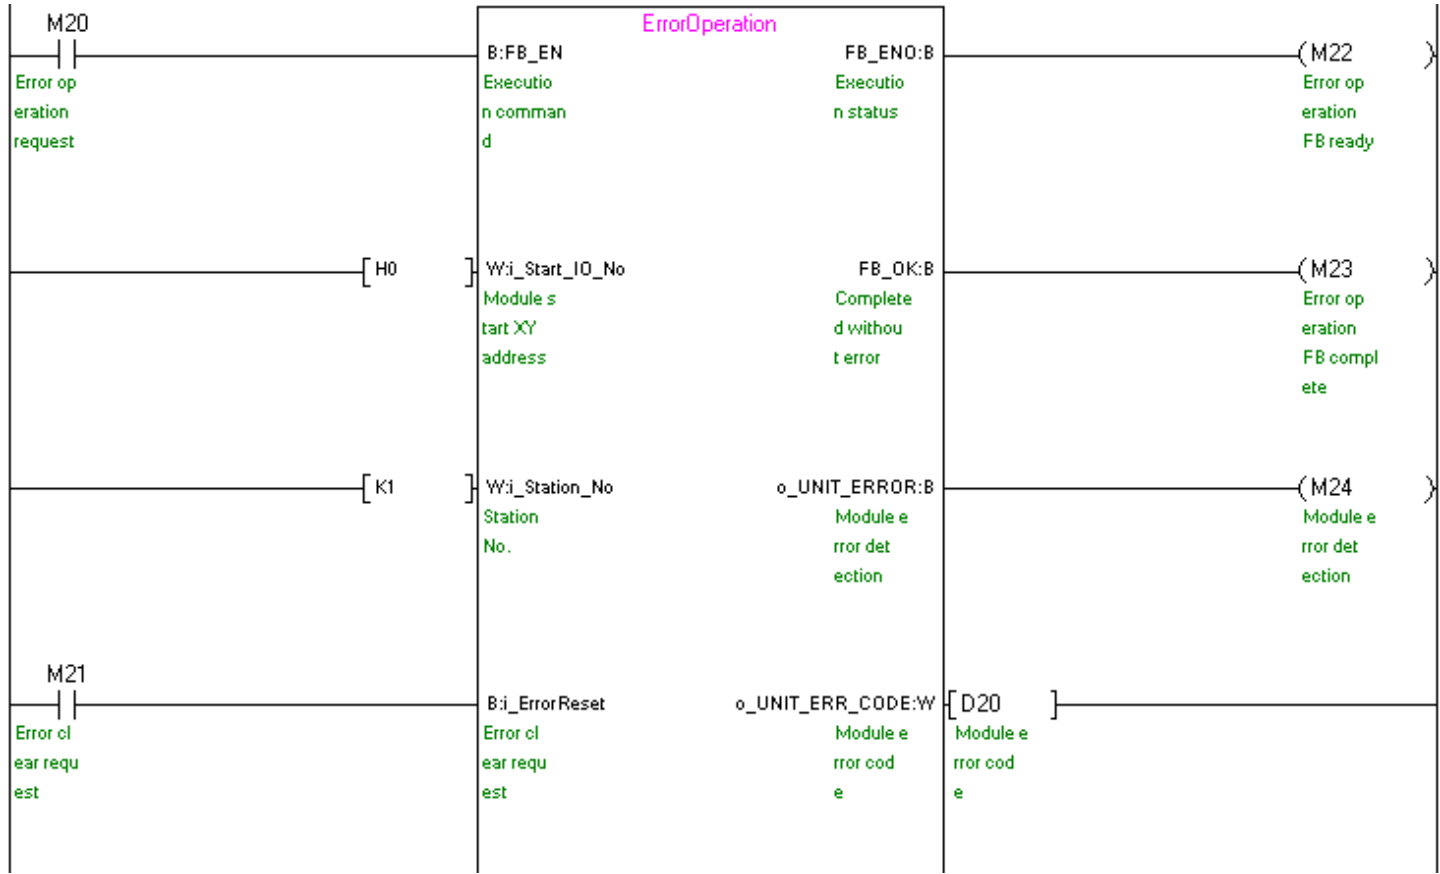 M20
ErrorOperation
B:FB_EN
FB_ENO:B
(M22 )
Error op
eration
request
Executio
n comman
d
Executio
n status
Error op
eration
FB ready
[ H0 ]
W:i_Start_IO_No
FB_OK:B
(M23 )
Module s
tart XY
address
Complete
d withou
t error
Error op
eration
FB compl
ete
[ K1 ]
W:i_Station_No
o_UNIT_ERROR:B
(M24 )
Station
No.
Module e
rror det
ection
Module e
rror det
ection
M21
B:i_ErrorReset
o_UNIT_ERR_CODE:W
[ D20 ]
Error cl
ear requ
est
Error cl
ear requ
est
Module e
rror cod
e
Module e
rror cod
e